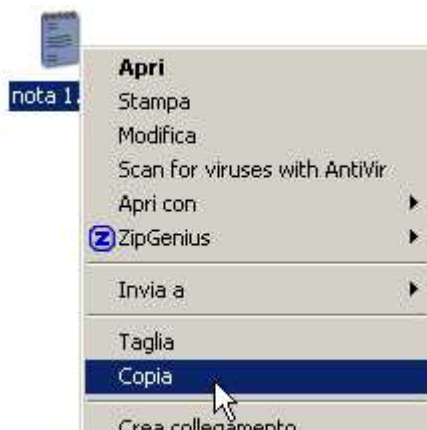 nota 1.
Apri
Stampa
Modifica
Scan for viruses with AntiVir
Apri con
ZipGenius
Invia a
Taglia
Copia
Crea collegamento